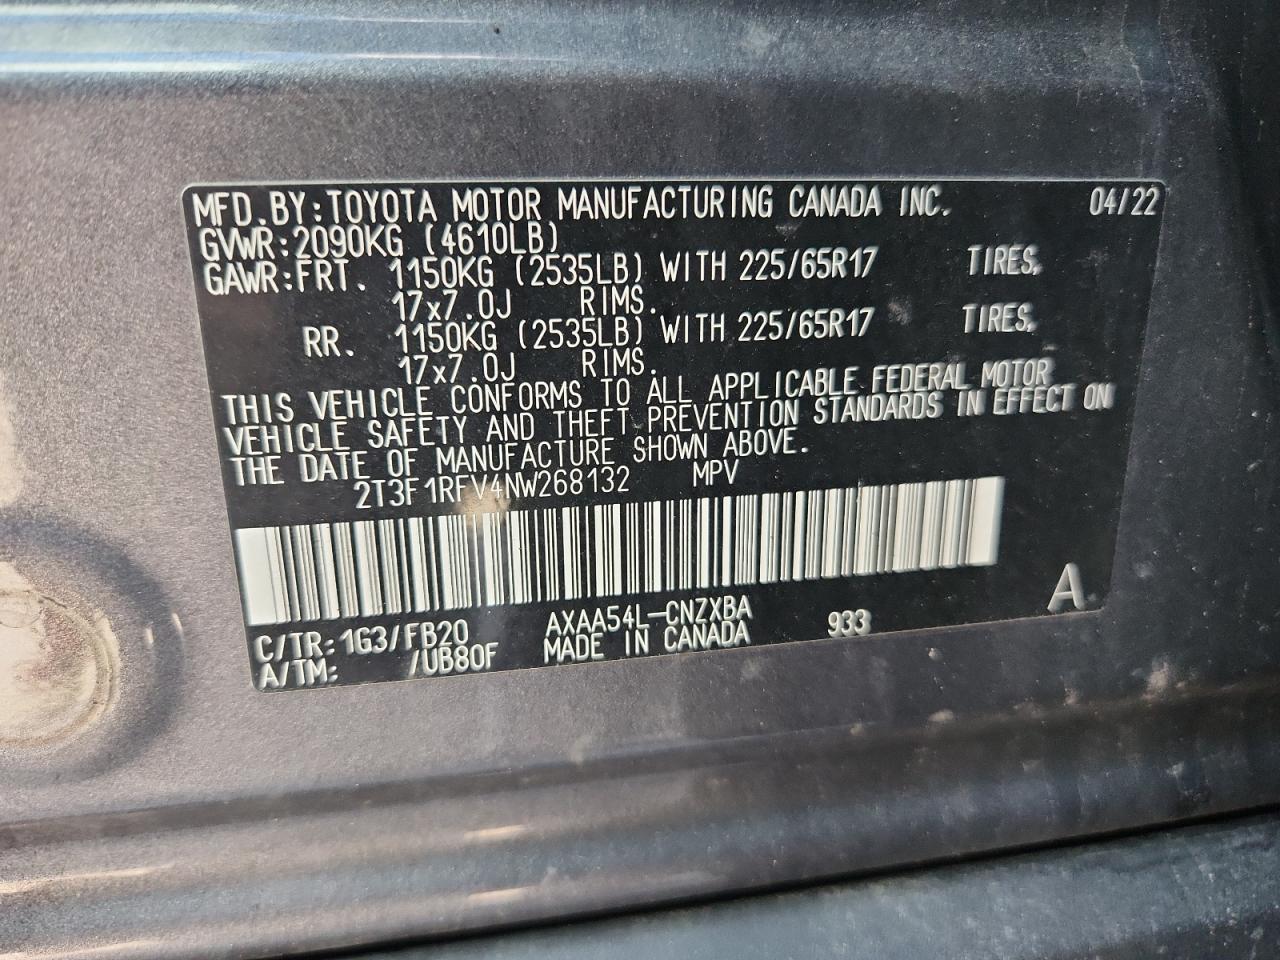 MFD.BY:TOYOTA MOTOR MANUFACTURING CANADA INC. 04/22
GVWR:2090KG (4610LB)
GAWR:FRT. 1150KG (2535LB) WITH 225/65R17 TIRES,
17x7.0J RIMS.
RR. 1150KG (2535LB) WITH 225/65R17 TIRES,
17x7.0J RIMS.
THIS VEHICLE CONFORMS TO ALL APPLICABLE FEDERAL MOTOR
VEHICLE SAFETY AND THEFT PREVENTION STANDARDS IN EFFECT ON
THE DATE OF MANUFACTURE SHOWN ABOVE.
2T3F1RFV4NW268132 MPV
C/TR:1G3/FB20 AXAA54L-CNZXBA 933 A
A/TM: /UB80F MADE IN CANADA